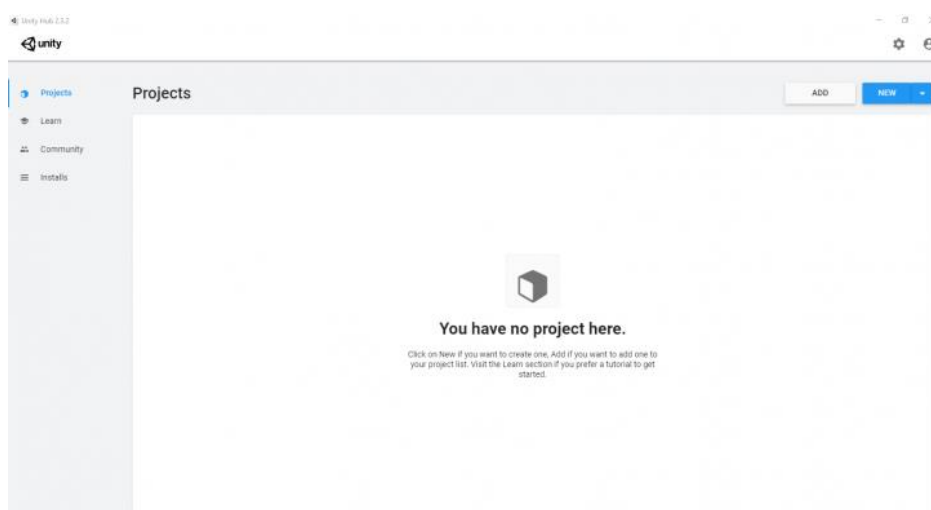 Unity Hub 2.3.2
unity
Projects
Learn
Community
Installs
Projects
ADD
NEW
You have no project here.
Click on New if you want to create one, Add if you want to add one to
your project list. Visit the Learn section if you prefer a tutorial to get
started.